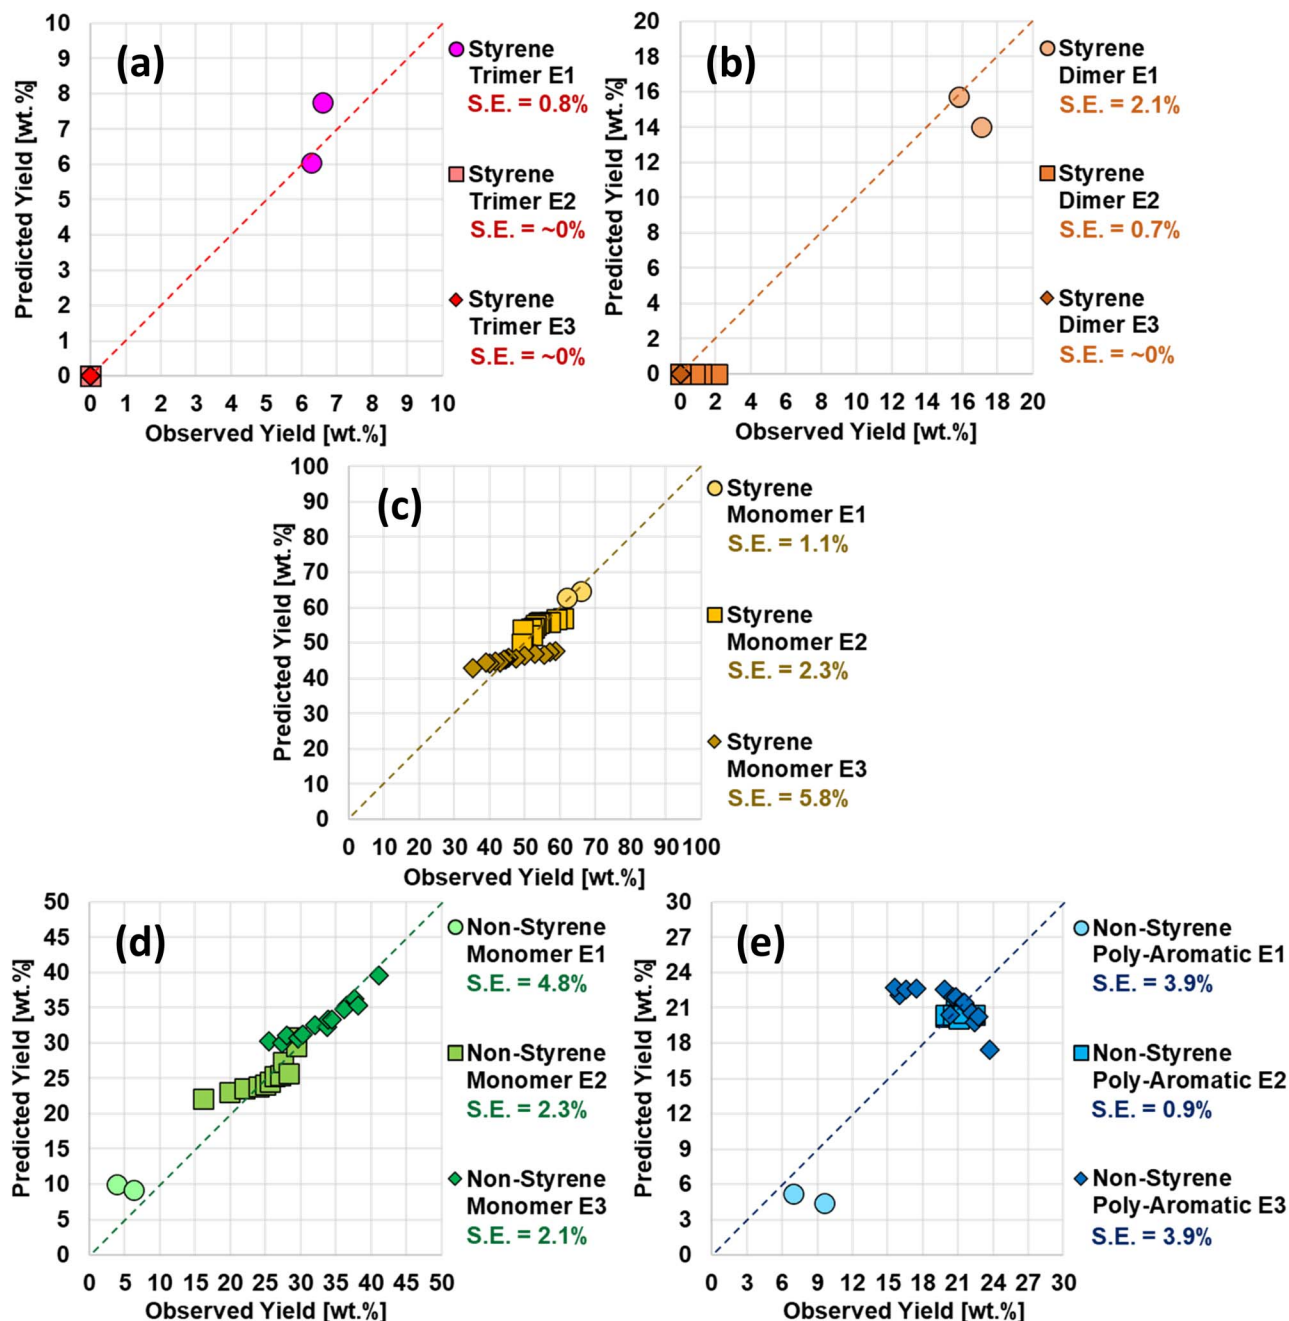 (a)
Predicted Yield [wt.%]
10
9
8
7
6
5
4
3
2
1
0
0 1 2 3 4 5 6 7 8 9 10
Observed Yield [wt.%]
Styrene
Trimer E1
S.E. = 0.8%
Styrene
Trimer E2
S.E. = ~0%
Styrene
Trimer E3
S.E. = ~0%
(b)
Predicted Yield [wt.%]
20
18
16
14
12
10
8
6
4
2
0
0 2 4 6 8 10 12 14 16 18 20
Observed Yield [wt.%]
Styrene
Dimer E1
S.E. = 2.1%
Styrene
Dimer E2
S.E. = 0.7%
Styrene
Dimer E3
S.E. = ~0%
(c)
Predicted Yield [wt.%]
100
90
80
70
60
50
40
30
20
10
0
0 10 20 30 40 50 60 70 80 90 100
Observed Yield [wt.%]
Styrene
Monomer E1
S.E. = 1.1%
Styrene
Monomer E2
S.E. = 2.3%
Styrene
Monomer E3
S.E. = 5.8%
(d)
Predicted Yield [wt.%]
50
45
40
35
30
25
20
15
10
5
0
0 5 10 15 20 25 30 35 40 45 50
Observed Yield [wt.%]
Non-Styrene
Monomer E1
S.E. = 4.8%
Non-Styrene
Monomer E2
S.E. = 2.3%
Non-Styrene
Monomer E3
S.E. = 2.1%
(e)
Predicted Yield [wt.%]
30
27
24
21
18
15
12
9
6
3
0
0 3 6 9 12 15 18 21 24 27 30
Observed Yield [wt.%]
Non-Styrene
Poly-Aromatic E1
S.E. = 3.9%
Non-Styrene
Poly-Aromatic E2
S.E. = 0.9%
Non-Styrene
Poly-Aromatic E3
S.E. = 3.9%